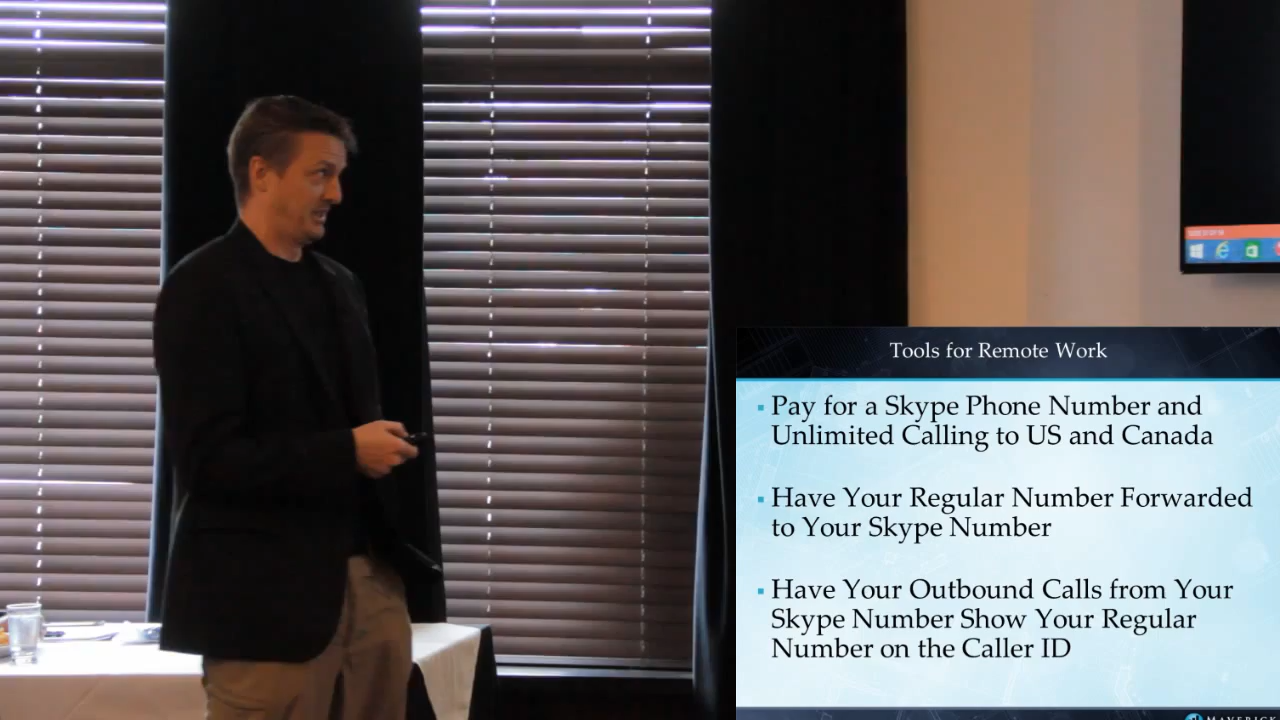 Tools for Remote Work
Pay for a Skype Phone Number and
Unlimited Calling to US and Canada
Have Your Regular Number Forwarded
to Your Skype Number
Have Your Outbound Calls from Your
Skype Number Show Your Regular
Number on the Caller ID
MAVERICK